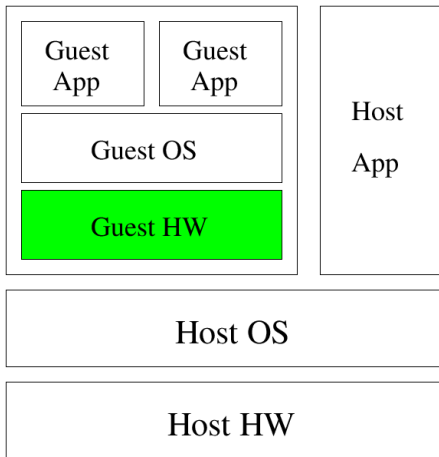 Guest
App
Guest
App
Guest OS
Guest HW
Host
App
Host OS
Host HW